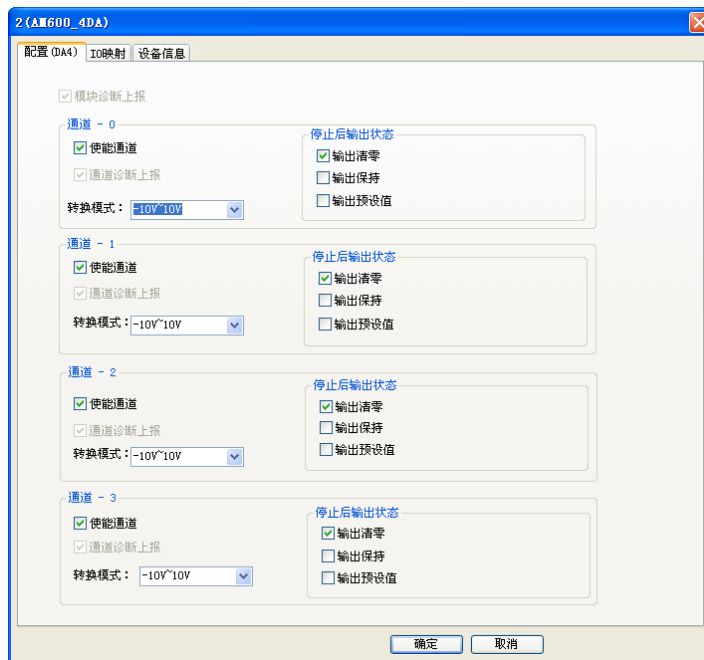 2(AM600_4DA)
配置(DA4) IO映射 设备信息
模块诊断上报
通道 - 0
使能通道
通道诊断上报
转换模式： -10V~10V
停止后输出状态
输出清零
输出保持
输出预设值
通道 - 1
使能通道
通道诊断上报
转换模式： -10V~10V
停止后输出状态
输出清零
输出保持
输出预设值
通道 - 2
使能通道
通道诊断上报
转换模式： -10V~10V
停止后输出状态
输出清零
输出保持
输出预设值
通道 - 3
使能通道
通道诊断上报
转换模式： -10V~10V
停止后输出状态
输出清零
输出保持
输出预设值
确定 取消